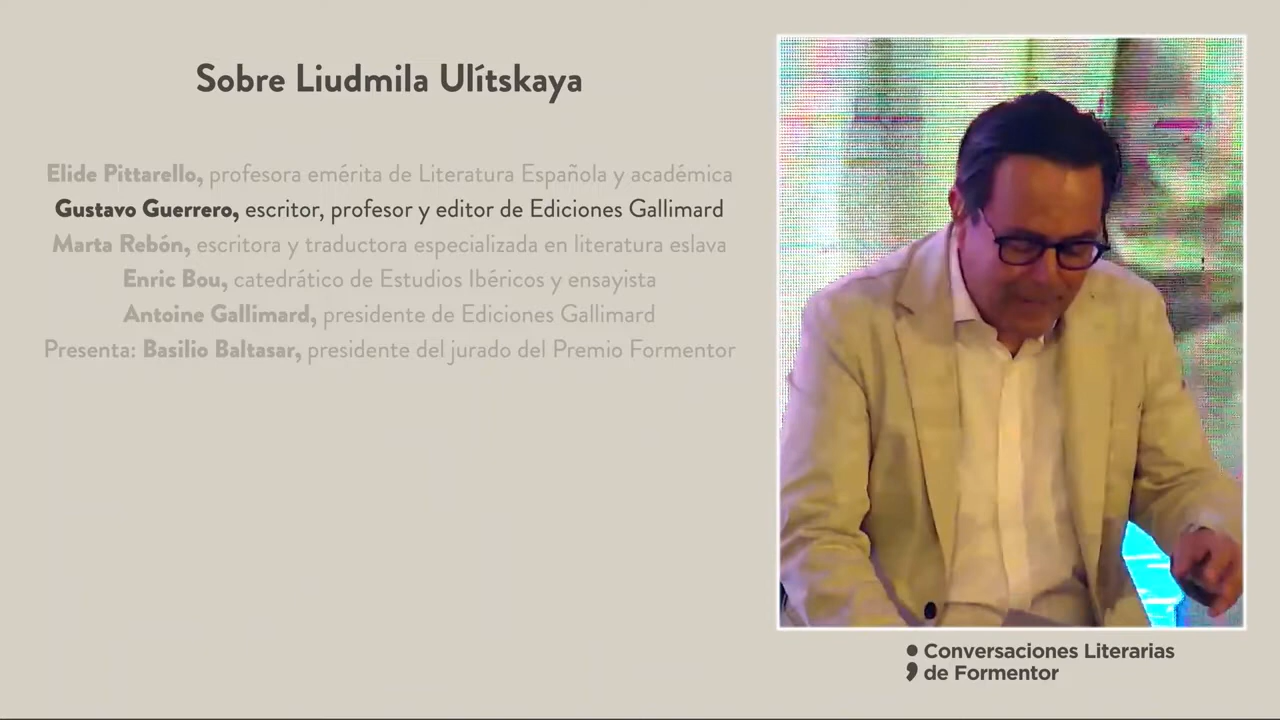 Sobre Liudmila Ulitskaya
Elide Pittarello, profesora emérita de Literatura Española y académica
Gustavo Guerrero, escritor, profesor y editor de Ediciones Gallimard
Marta Rebón, escritora y traductora especializada en literatura eslava
Enric Bou, catedrático de Estudios y ensayista
Antoine Gallimard, presidente de Ediciones Gallimard
Presenta: Basilio Baltasar, presidente del jurado del Premio Formentor
Conversaciones Literarias
de Formentor